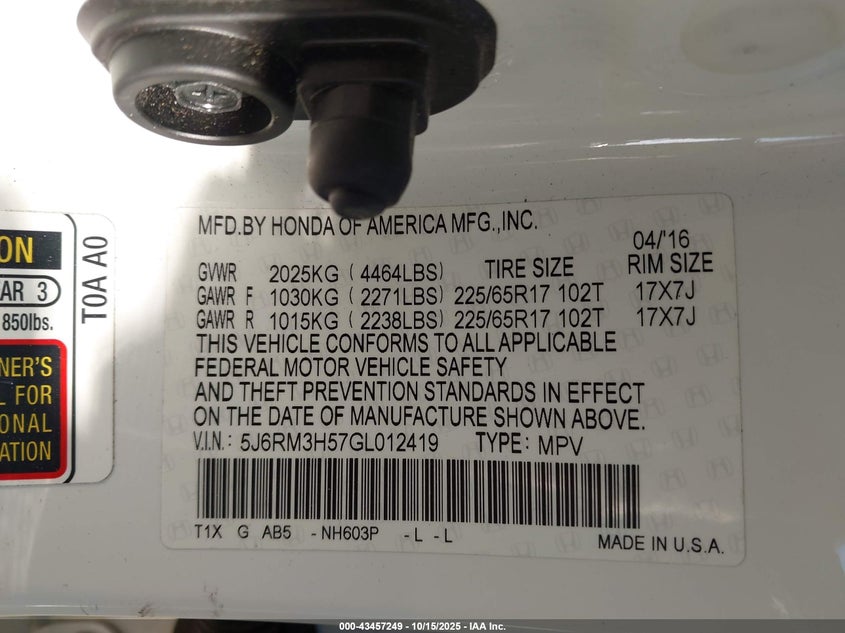 MFD.BY HONDA OF AMERICA MFG.,INC.
04/'16
GVWR 2025KG ( 4464LBS) TIRE SIZE RIM SIZE
GAWR F 1030KG ( 2271LBS) 225/65R17 102T 17X7J
GAWR R 1015KG ( 2238LBS) 225/65R17 102T 17X7J
THIS VEHICLE CONFORMS TO ALL APPLICABLE
FEDERAL MOTOR VEHICLE SAFETY
AND THEFT PREVENTION STANDARDS IN EFFECT
ON THE DATE OF MANUFACTURE SHOWN ABOVE.
V.I.N.: 5J6RM3H57GL012419 TYPE: MPV
T1X G AB5 - NH603P - L - L
MADE IN U.S.A.
ON
AR 3
850lbs.
NER'S
L FOR
ONAL
ATION
T0A A0
000-43457249 - 10/15/2025 - IAA Inc.